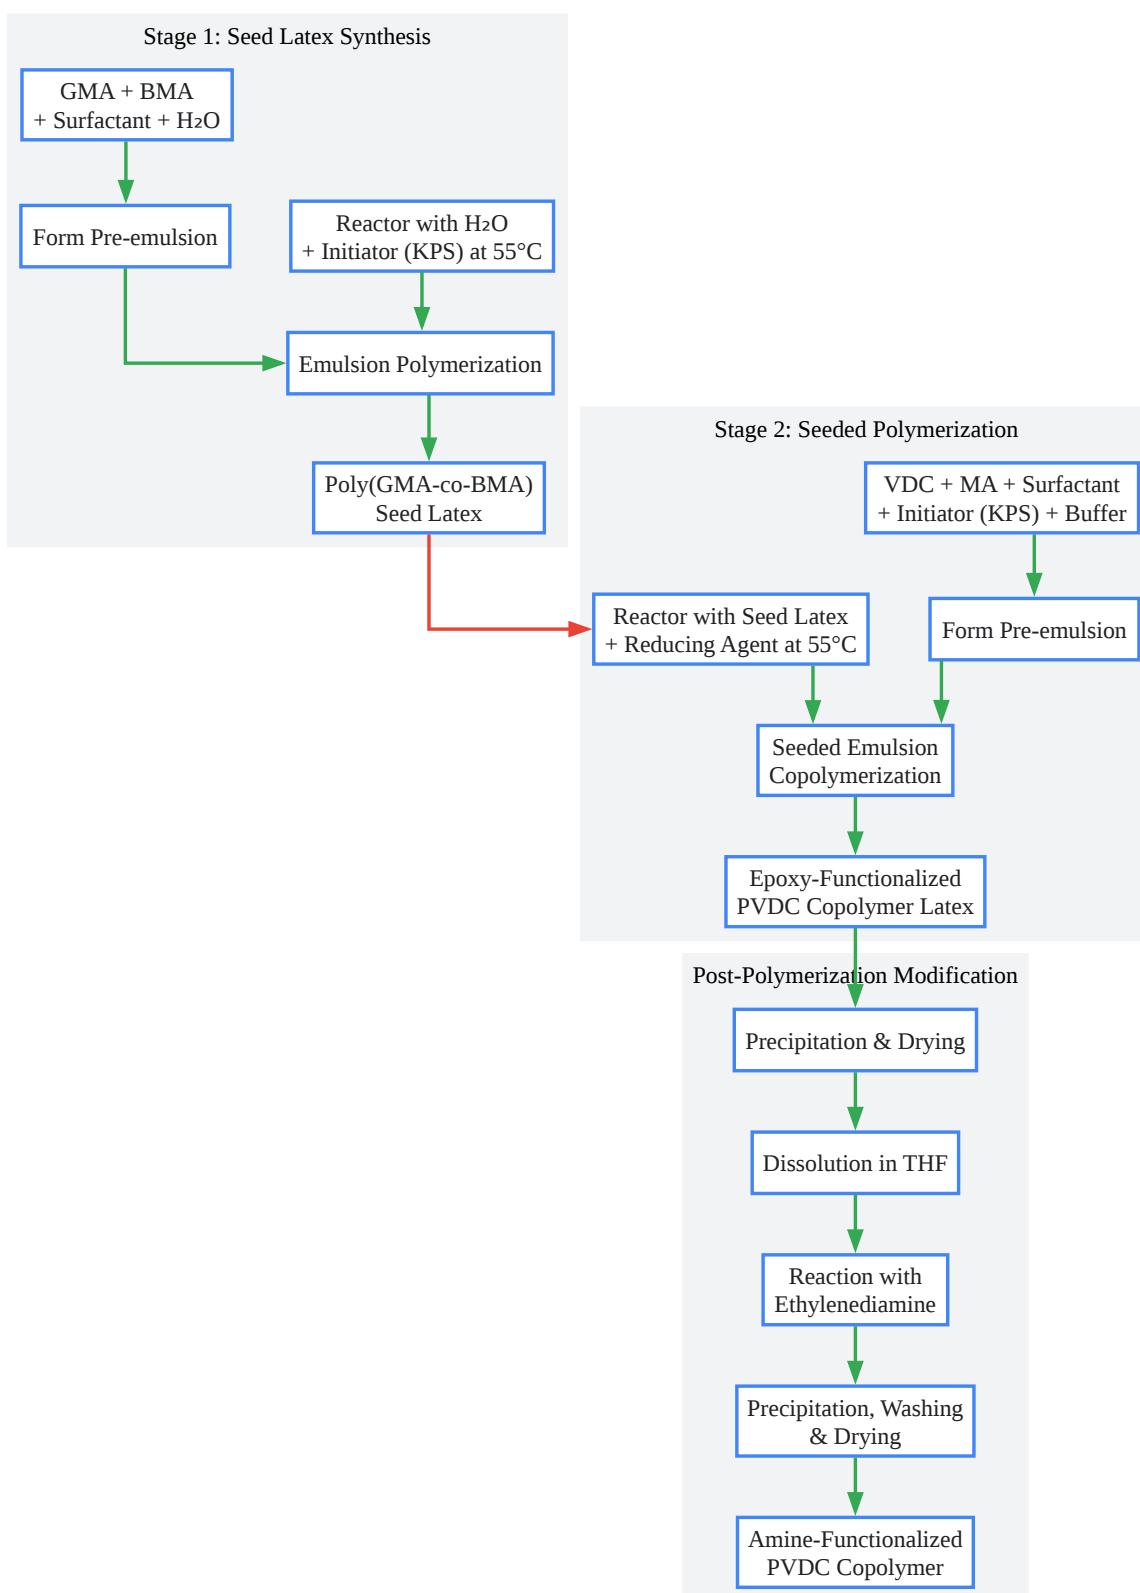 Stage 1: Seed Latex Synthesis
GMA + BMA
+ Surfactant + H₂O
Form Pre-emulsion
Reactor with H₂O
+ Initiator (KPS) at 55°C
Emulsion Polymerization
Poly(GMA-co-BMA)
Seed Latex
Stage 2: Seeded Polymerization
VDC + MA + Surfactant
+ Initiator (KPS) + Buffer
Reactor with Seed Latex
+ Reducing Agent at 55°C
Form Pre-emulsion
Seeded Emulsion
Copolymerization
Epoxy-Functionalized
PVDC Copolymer Latex
Post-Polymerization Modification
Precipitation & Drying
Dissolution in THF
Reaction with
Ethylenediamine
Precipitation, Washing
& Drying
Amine-Functionalized
PVDC Copolymer